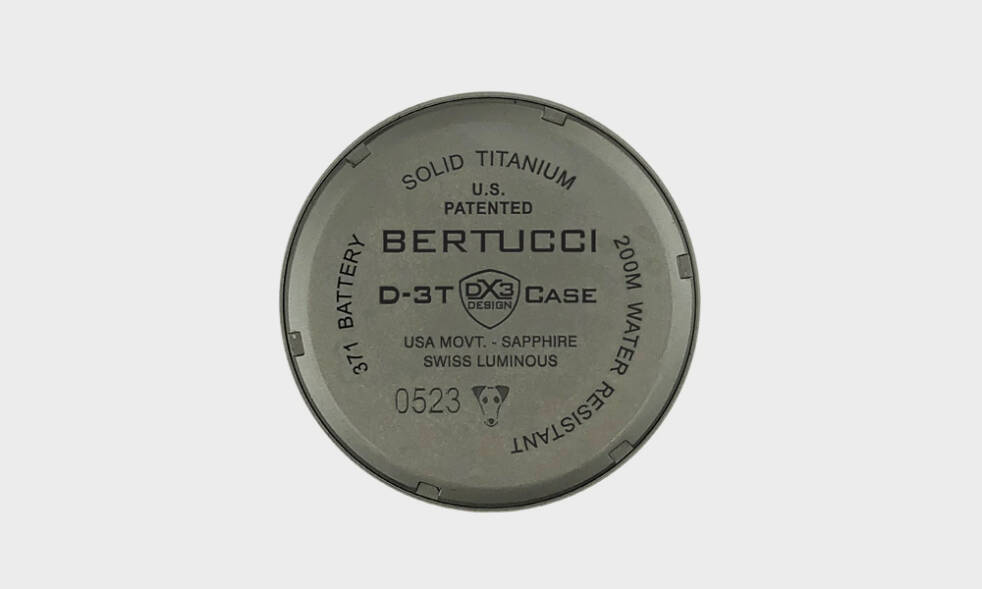 SOLID TITANIUM
U.S.
PATENTED
BERTUCCI
D-3T DX3 DESIGN CASE
USA MOVT. - SAPPHIRE
SWISS LUMINOUS
0523
371 BATTERY
200M WATER RESISTANT